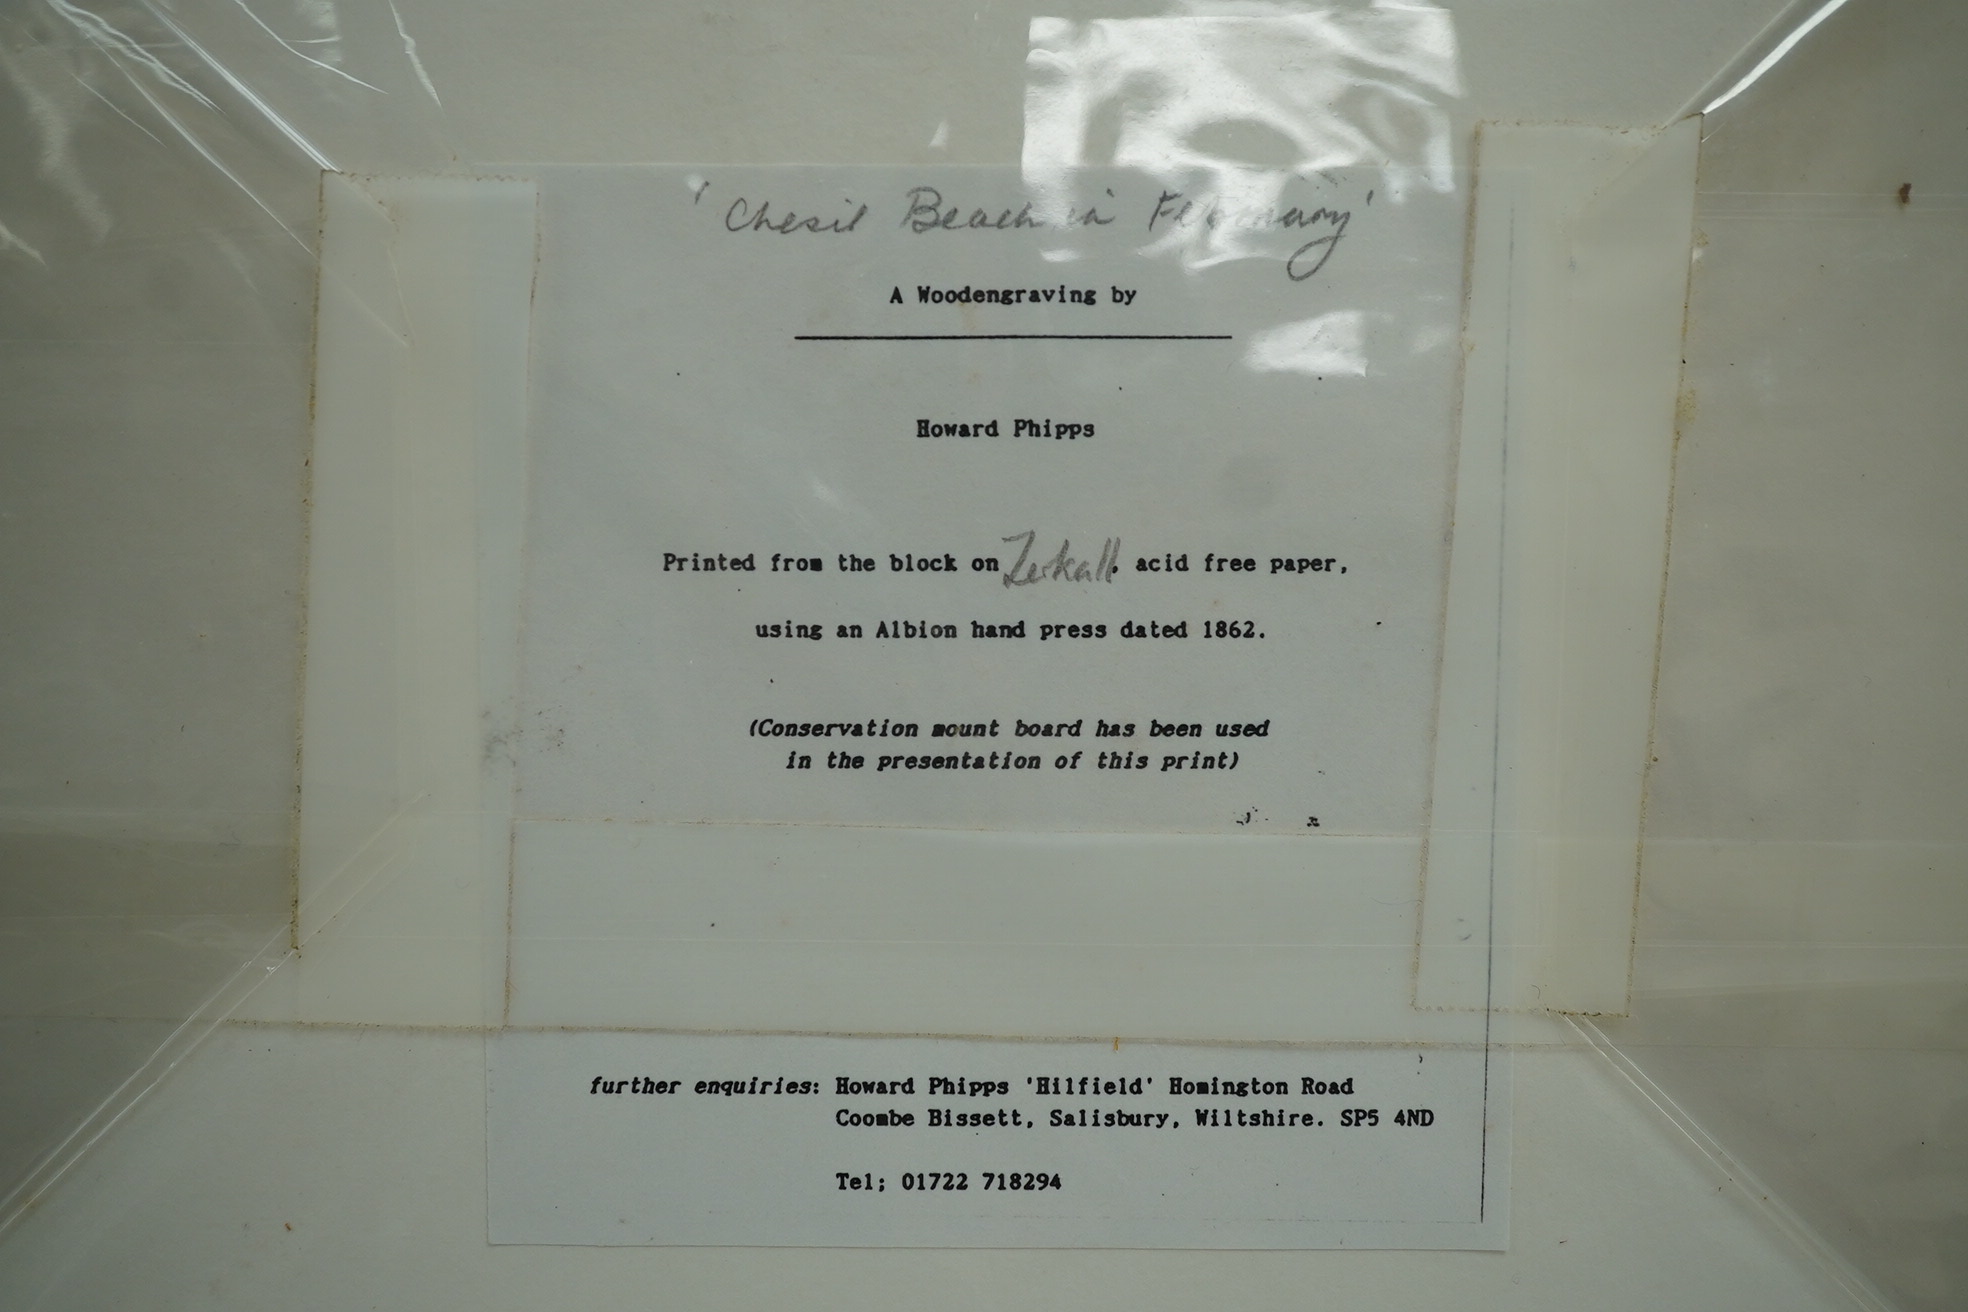 'Chesil Beach in February'
A Woodengraving by
Howard Phipps
Printed from the block on Zerkall. acid free paper,
using an Albion hand press dated 1862.
(Conservation mount board has been used
in the presentation of this print)
further enquiries: Howard Phipps 'Hilfield' Homington Road
Coombe Bissett, Salisbury, Wiltshire. SP5 4ND
Tel; 01722 718294